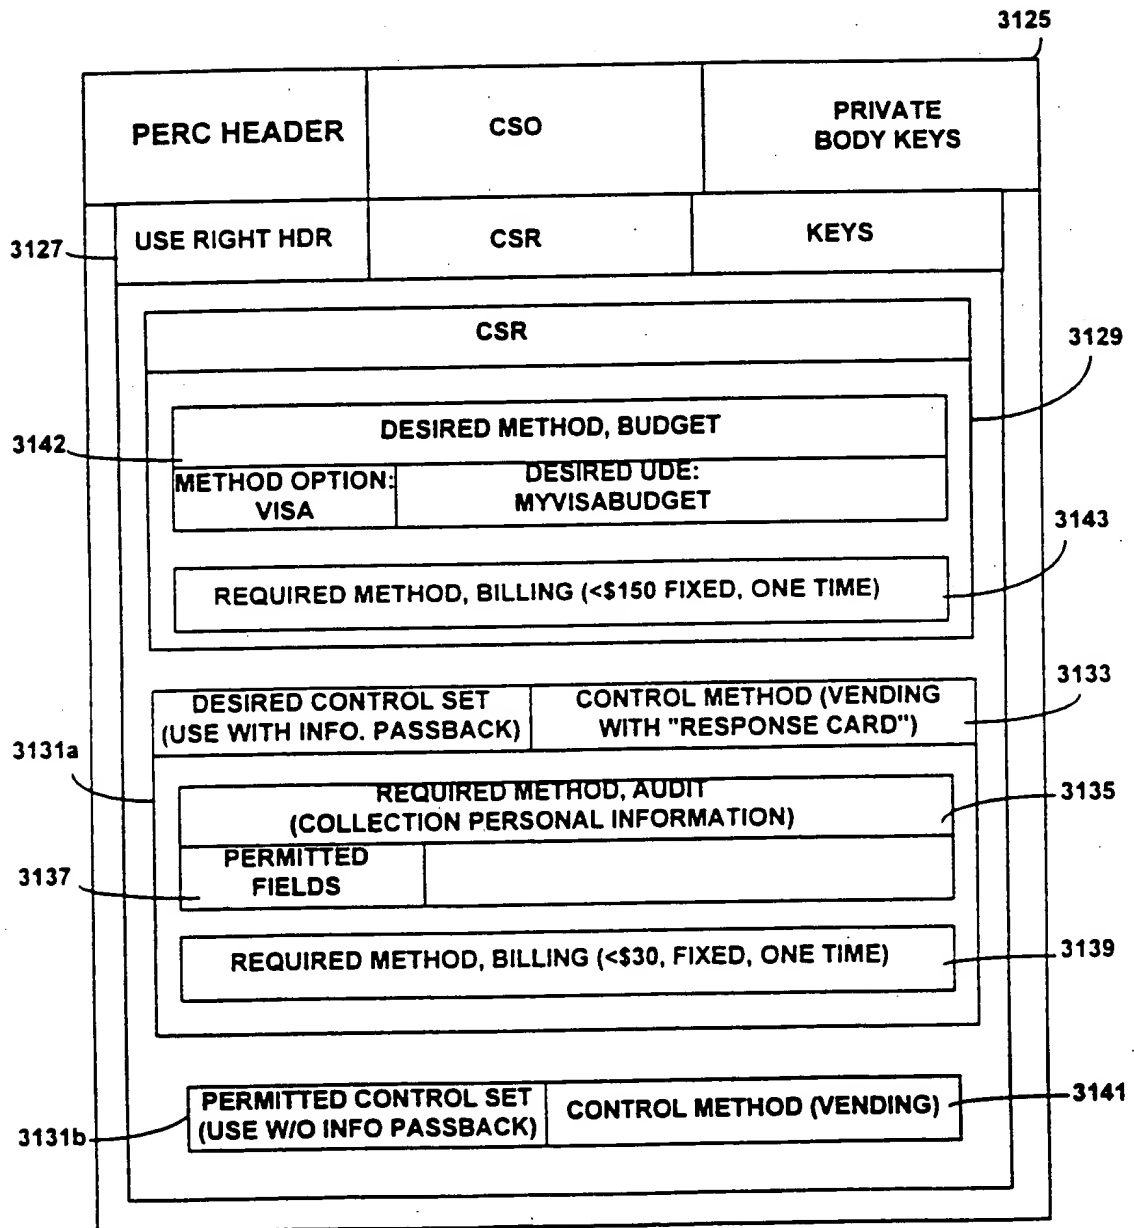 3125
PERC HEADER
CSO
PRIVATE
BODY KEYS
3127
USE RIGHT HDR
CSR
KEYS
CSR
3129
DESIRED METHOD, BUDGET
3142
METHOD OPTION:
VISA
DESIRED UDE:
MYVISABUDGET
3143
REQUIRED METHOD, BILLING (<$150 FIXED, ONE TIME)
DESIRED CONTROL SET
(USE WITH INFO. PASSBACK)
CONTROL METHOD (VENDING
WITH "RESPONSE CARD")
3133
3131a
REQUIRED METHOD, AUDIT
(COLLECTION PERSONAL INFORMATION)
3135
PERMITTED
FIELDS
3137
REQUIRED METHOD, BILLING (<$30, FIXED, ONE TIME)
3139
PERMITTED CONTROL SET
(USE W/O INFO PASSBACK)
CONTROL METHOD (VENDING)
3141
3131b